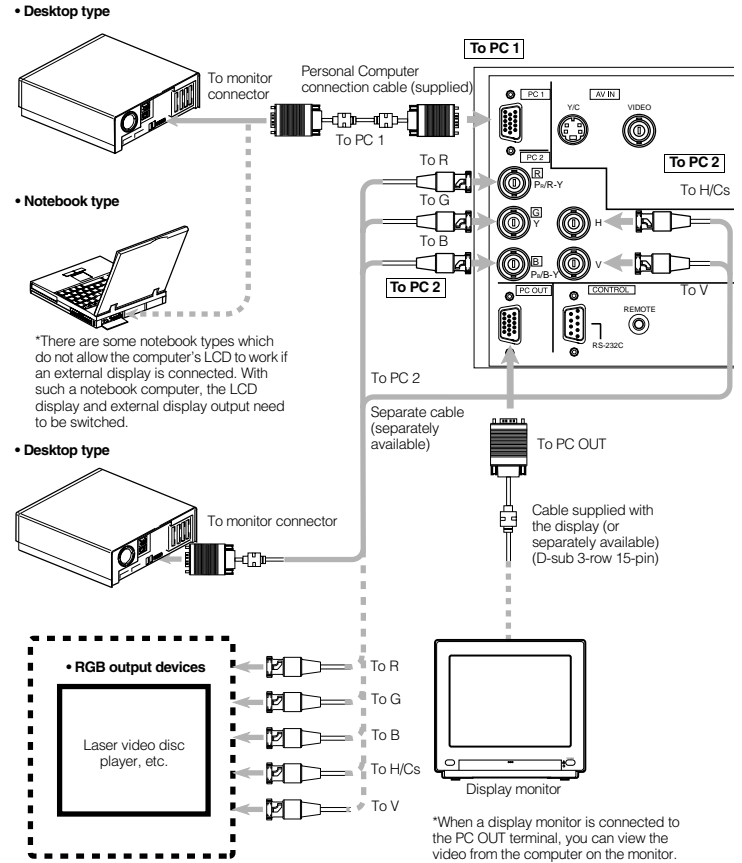 • Desktop type
To PC 1
To monitor
connector
Personal Computer
connection cable (supplied)
To PC 1
PC 1
AV IN
Y/C
VIDEO
PC 2
To PC 2
To R
R
PR/R-Y
To H/Cs
• Notebook type
To G
G
Y
H
To B
B
PB/B-Y
V
To PC 2
To V
PC OUT
CONTROL
REMOTE
RS-232C
*There are some notebook types which
do not allow the computer's LCD to work if
an external display is connected. With
such a notebook computer, the LCD
display and external display output need
to be switched.
To PC 2
Separate cable
(separately
available)
To PC OUT
• Desktop type
To monitor connector
Cable supplied with
the display (or
separately available)
(D-sub 3-row 15-pin)
• RGB output devices
Laser video disc
player, etc.
To R
To G
To B
To H/Cs
To V
Display monitor
*When a display monitor is connected to
the PC OUT terminal, you can view the
video from the computer on the monitor.